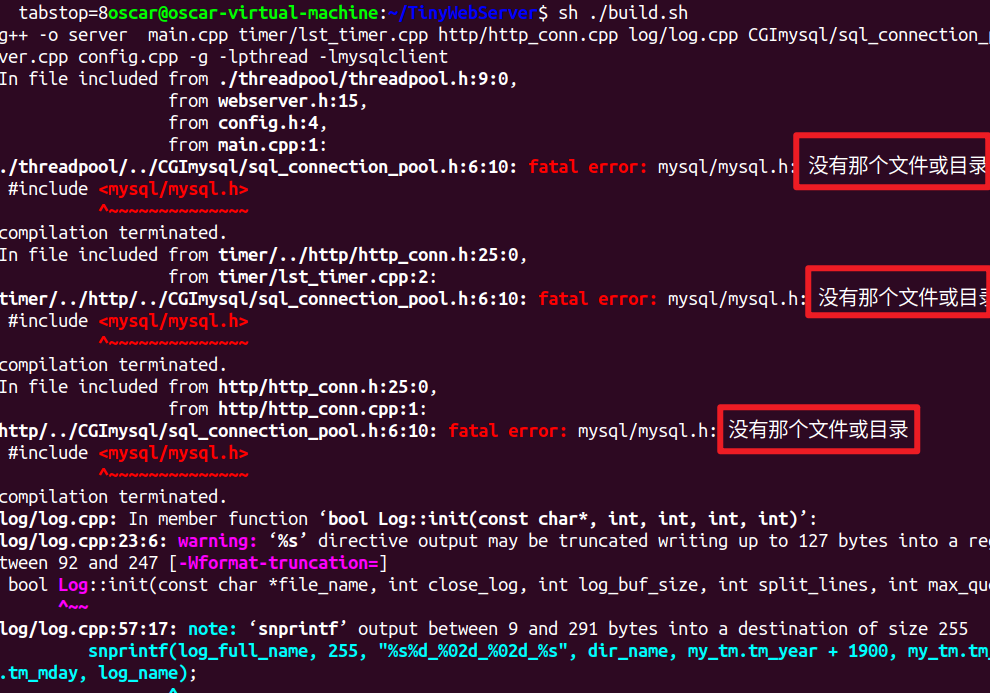 tabstop=8oscar@oscar-virtual-machine:~/TinyWebServer$ sh ./build.sh
g++ -o server  main.cpp timer/lst_timer.cpp http/http_conn.cpp log/log.cpp CGImysql/sql_connection_
ver.cpp config.cpp -g -lpthread -lmysqlclient
In file included from ./threadpool/threadpool.h:9:0,
from webserver.h:15,
from config.h:4,
from main.cpp:1:
./threadpool/../CGImysql/sql_connection_pool.h:6:10: fatal error: mysql/mysql.h: 没有那个文件或目录
#include <mysql/mysql.h>
^~~~~~~~~~~~~~~
compilation terminated.
In file included from timer/../http/http_conn.h:25:0,
from timer/lst_timer.cpp:2:
timer/../http/../CGImysql/sql_connection_pool.h:6:10: fatal error: mysql/mysql.h: 没有那个文件或目录
#include <mysql/mysql.h>
^~~~~~~~~~~~~~~
compilation terminated.
In file included from http/http_conn.h:25:0,
from http/http_conn.cpp:1:
http/../CGImysql/sql_connection_pool.h:6:10: fatal error: mysql/mysql.h: 没有那个文件或目录
#include <mysql/mysql.h>
^~~~~~~~~~~~~~~
compilation terminated.
log/log.cpp: In member function ‘bool Log::init(const char*, int, int, int, int)’:
log/log.cpp:23:6: warning: ‘%s’ directive output may be truncated writing up to 127 bytes into a reg
tween 92 and 247 [-Wformat-truncation=]
bool Log::init(const char *file_name, int close_log, int log_buf_size, int split_lines, int max_que
^~~
log/log.cpp:57:17: note: ‘snprintf’ output between 9 and 291 bytes into a destination of size 255
snprintf(log_full_name, 255, "%s%d_%02d_%02d_%s", dir_name, my_tm.tm_year + 1900, my_tm.tm_
.tm_mday, log_name);
^